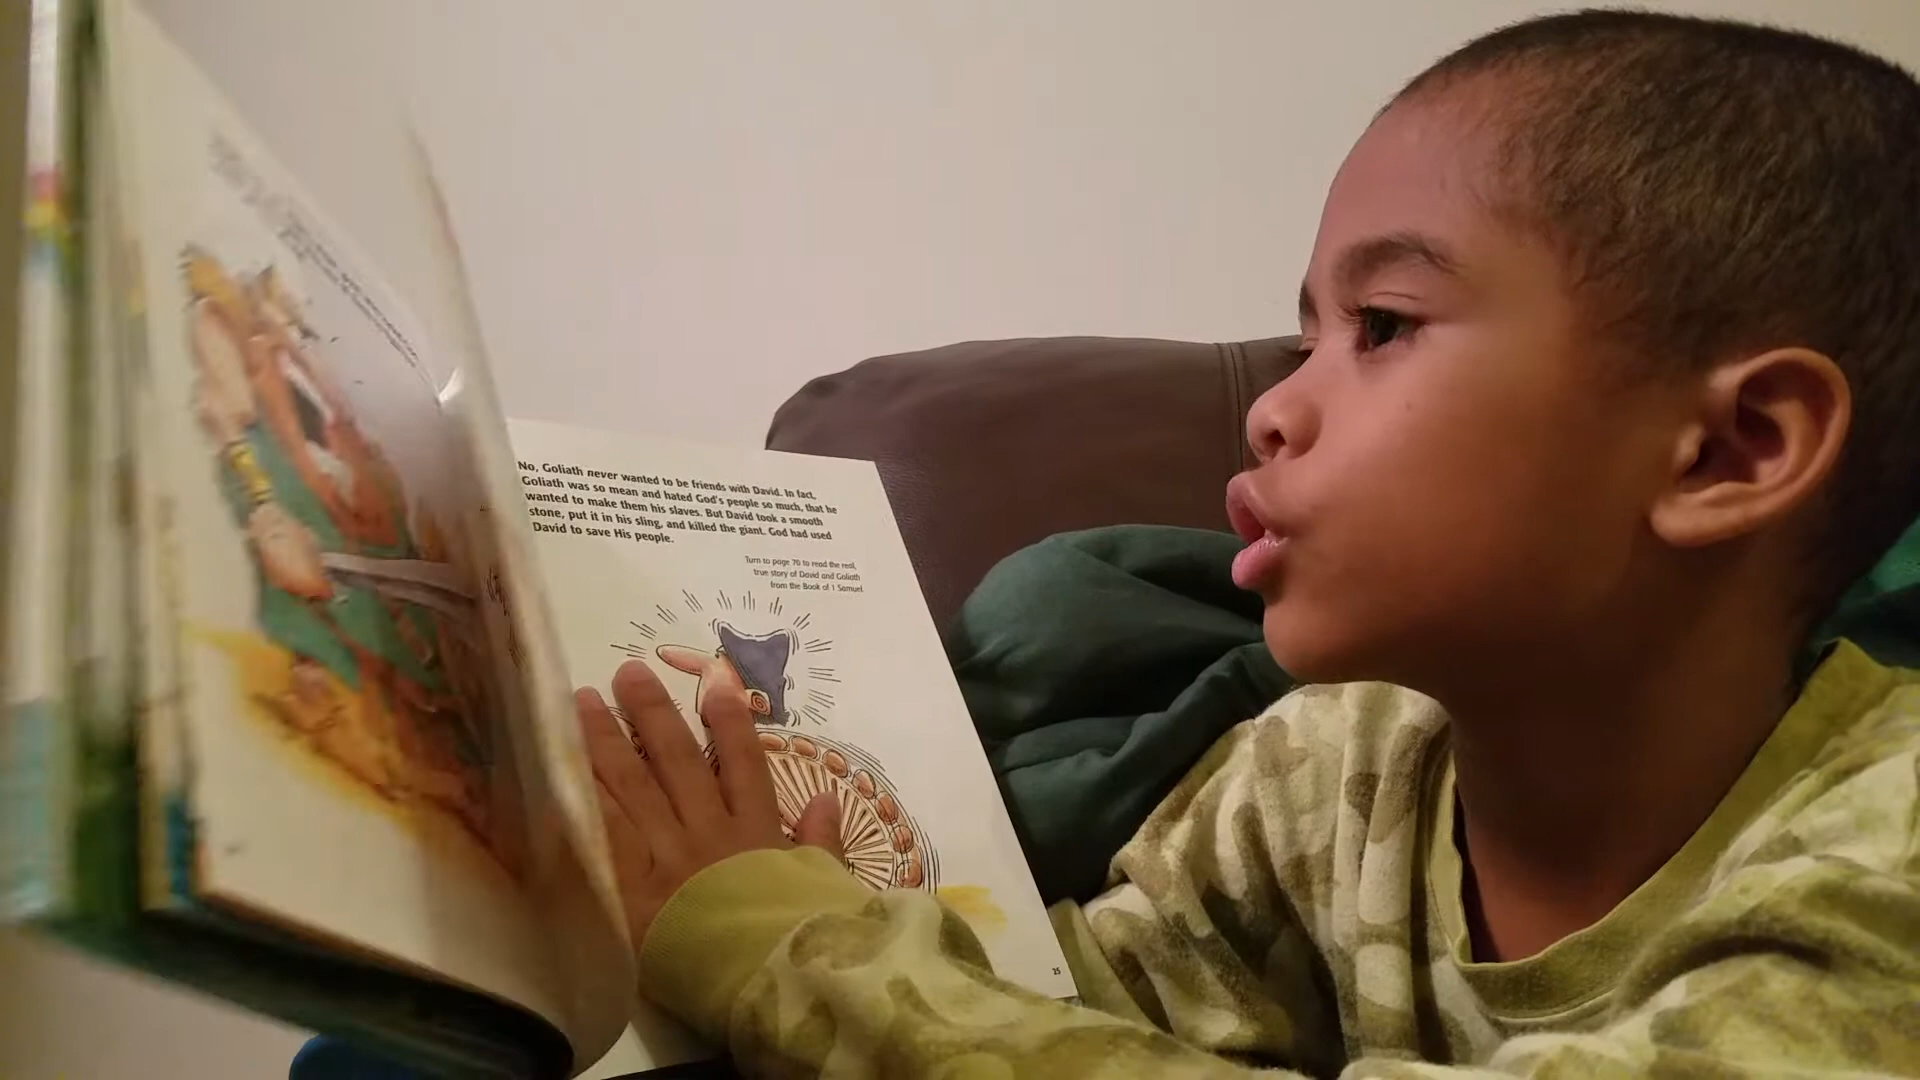 No, Goliath never wanted to be friends with David. In fact,
Goliath was so mean and hated God's people so much, that he
wanted to make them his slaves. But David took a smooth
stone, put it in his sling, and killed the giant. God had used
David to save His people.
Turn to page 70 to read the real,
true story of David and Goliath
from the Book of 1 Samuel.
25